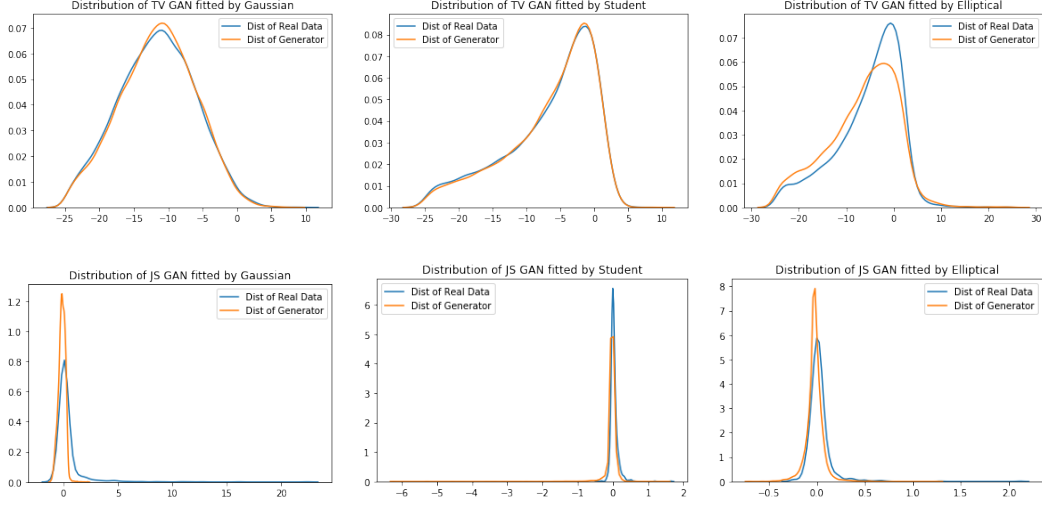 Distribution of TV GAN fitted by Gaussian
Dist of Real Data
Dist of Generator
0.07
0.06
0.05
0.04
0.03
0.02
0.01
0.00
−25 −20 −15 −10 −5 0 5 10
Distribution of TV GAN fitted by Student
Dist of Real Data
Dist of Generator
0.08
0.06
0.04
0.02
0.00
−30 −25 −20 −15 −10 −5 0 5 10
Distribution of TV GAN fitted by Elliptical
Dist of Real Data
Dist of Generator
0.07
0.06
0.05
0.04
0.03
0.02
0.01
0.00
−30 −20 −10 0 10 20 30
Distribution of JS GAN fitted by Gaussian
Dist of Real Data
Dist of Generator
1.2
1.0
0.8
0.6
0.4
0.2
0.0
0 5 10 15 20
Distribution of JS GAN fitted by Student
Dist of Real Data
Dist of Generator
6
5
4
3
2
1
0
−6 −5 −4 −3 −2 −1 0 1 2
Distribution of JS GAN fitted by Elliptical
Dist of Real Data
Dist of Generator
8
7
6
5
4
3
2
1
0
−0.5 0.0 0.5 1.0 1.5 2.0